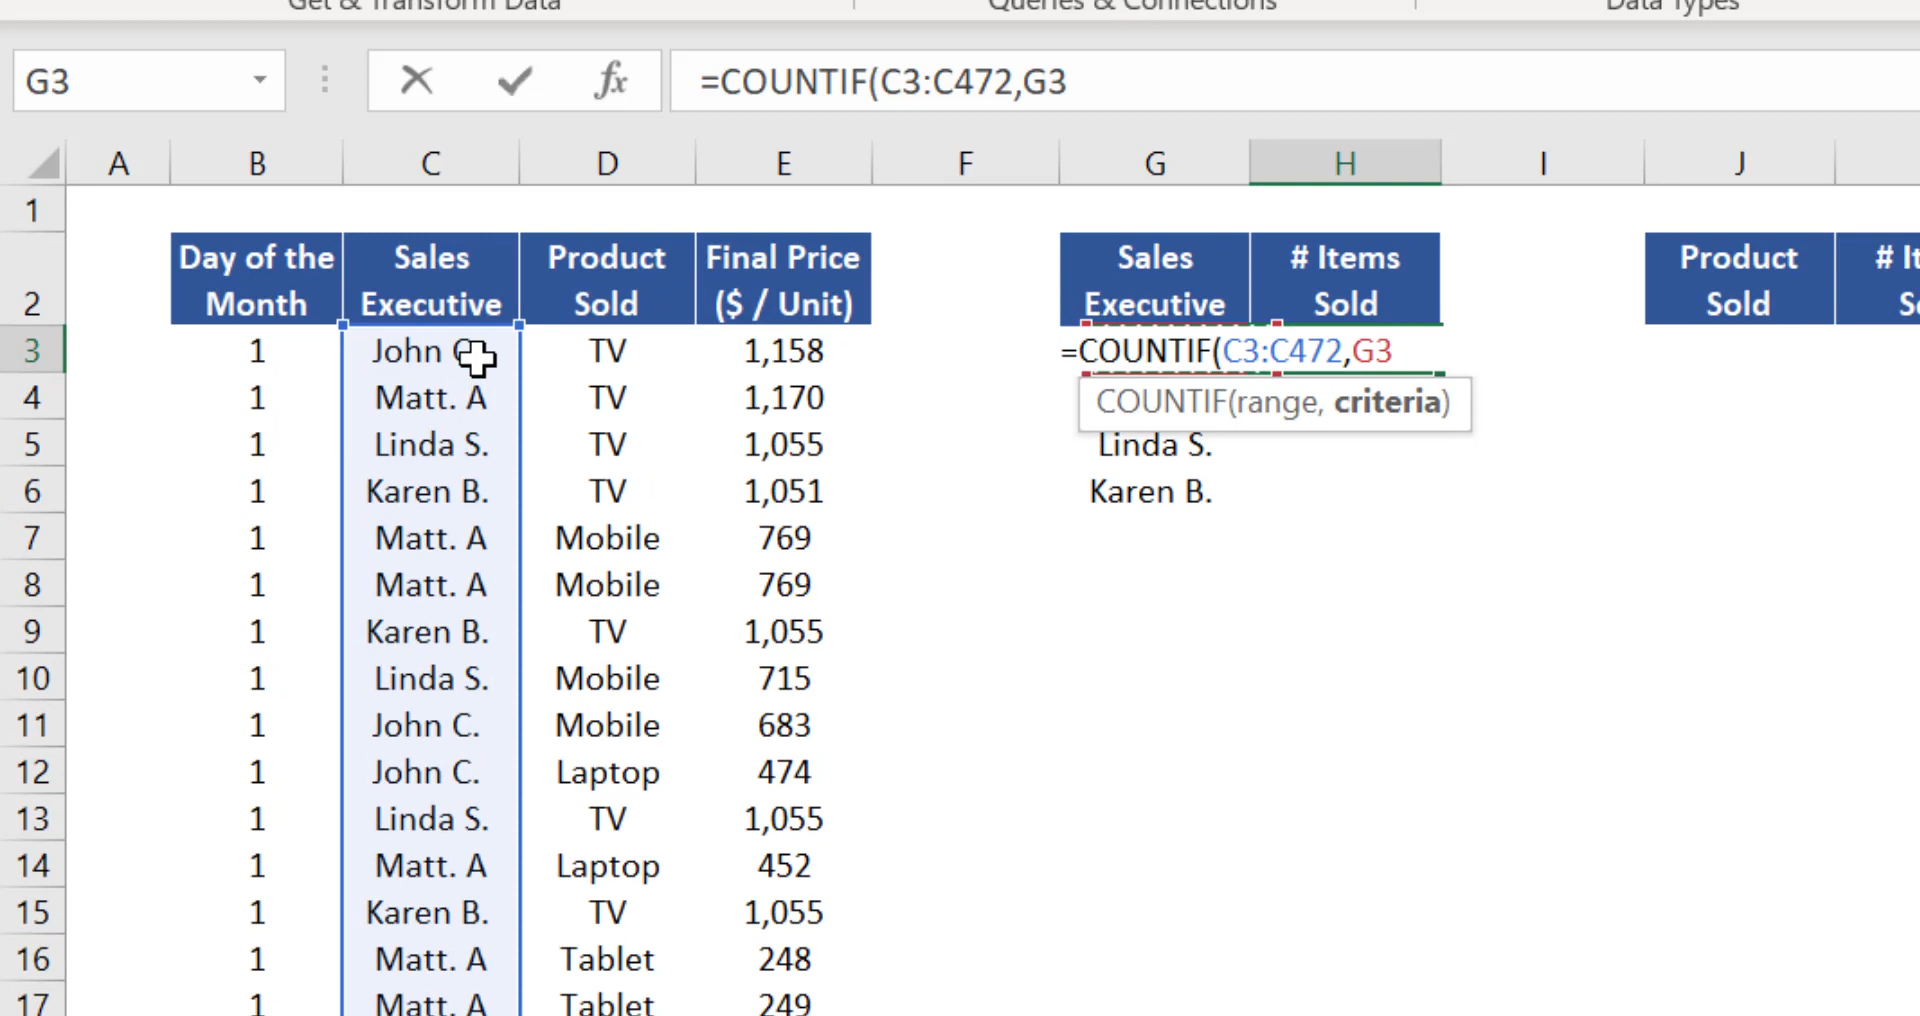 Get & Transform Data Queries & Connections Data Types
G3 fx =COUNTIF(C3:C472,G3
A B C D E F G H I J
1
Day of the Sales Product Final Price Sales # Items Product
2 Month Executive Sold ($ / Unit) Executive Sold Sold
3 1 John TV 1,158 =COUNTIF(C3:C472,G3
4 1 Matt. A TV 1,170 COUNTIF(range, criteria)
5 1 Linda S. TV 1,055 Linda S.
6 1 Karen B. TV 1,051 Karen B.
7 1 Matt. A Mobile 769
8 1 Matt. A Mobile 769
9 1 Karen B. TV 1,055
10 1 Linda S. Mobile 715
11 1 John C. Mobile 683
12 1 John C. Laptop 474
13 1 Linda S. TV 1,055
14 1 Matt. A Laptop 452
15 1 Karen B. TV 1,055
16 1 Matt. A Tablet 248
17 1 Matt. A Tablet 249